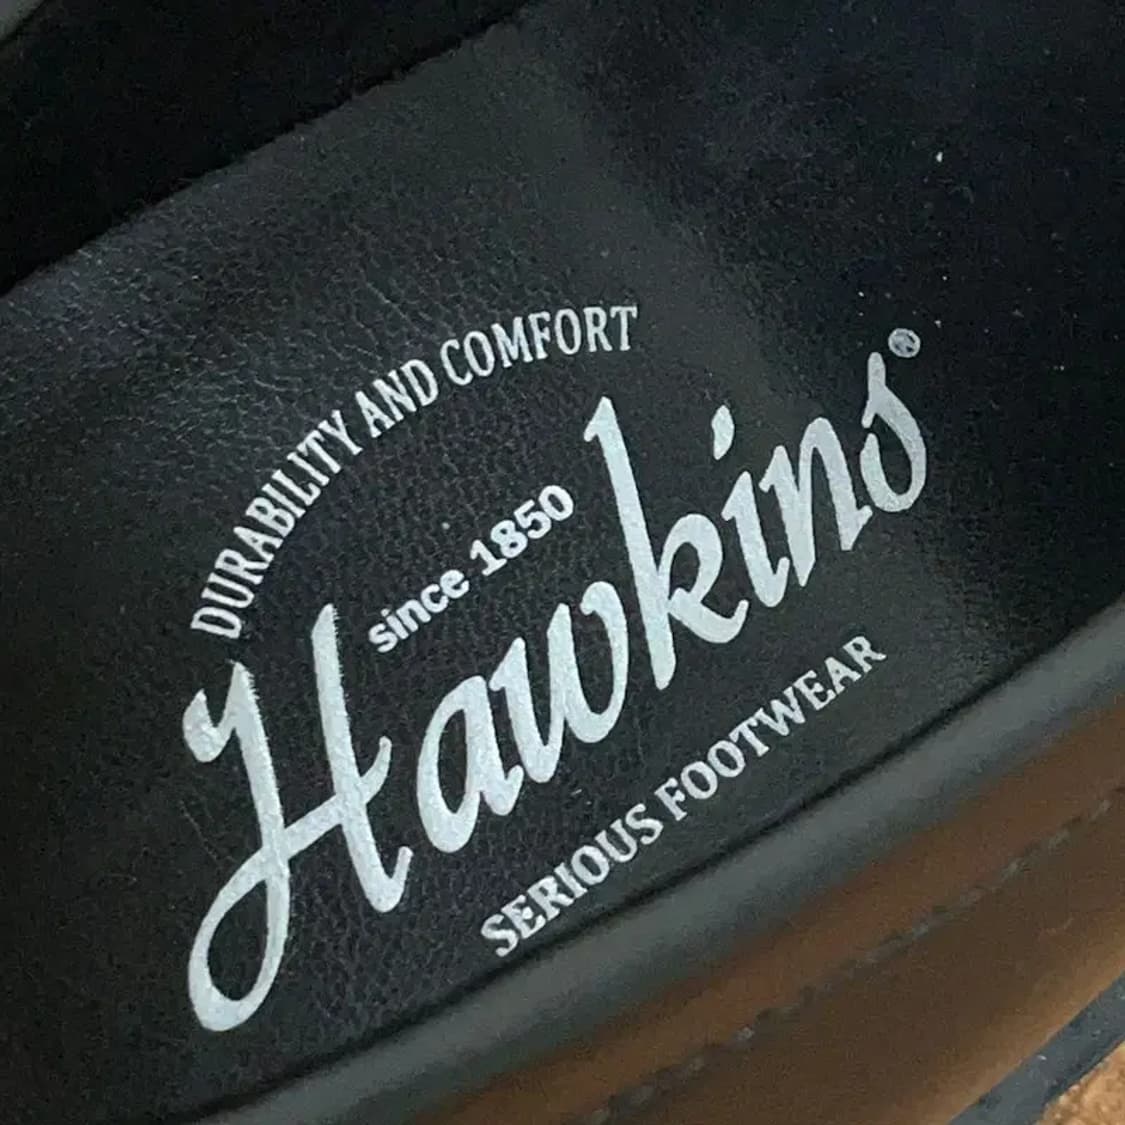 DURABILITY AND COMFORT
since 1850
Hawkins®
SERIOUS FOOTWEAR